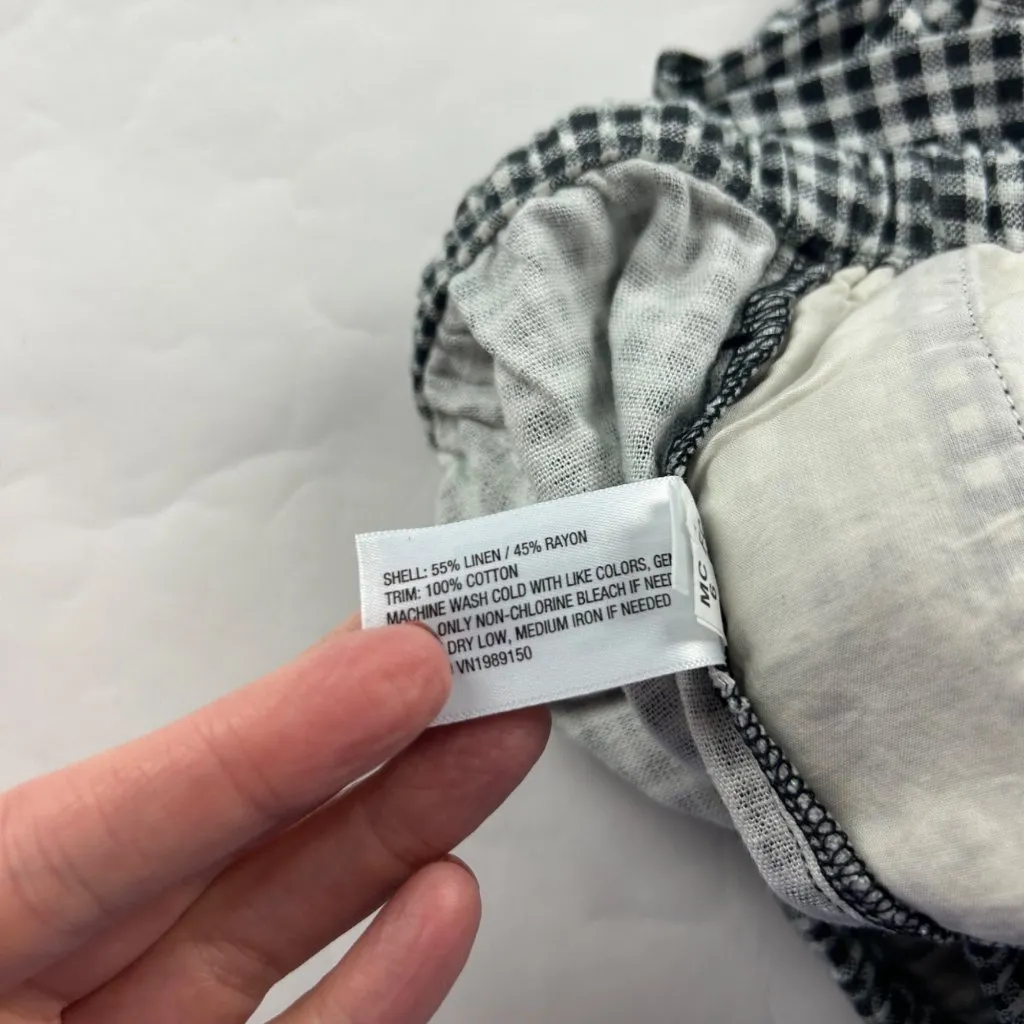 SHELL: 55% LINEN / 45% RAYON
TRIM: 100% COTTON
MACHINE WASH COLD WITH LIKE COLORS,
ONLY NON-CHLORINE BLEACH IF
DRY LOW, MEDIUM IRON IF NEEDED
VN1989150
MC